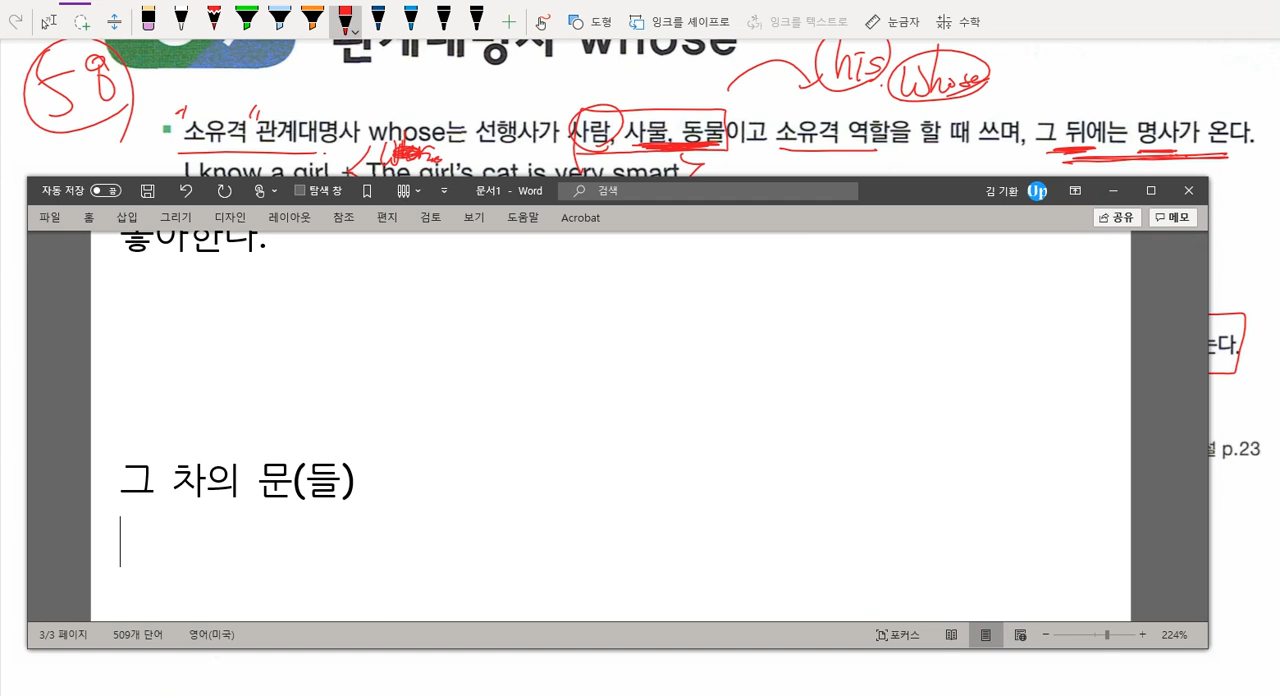 도형 잉크를 셰이프로 잉크를 텍스트로 눈금자 수학
관계대명사 whose
58
his whose
" 소유격 " 관계대명사 whose는 선행사가 사람, 사물, 동물이고 소유격 역할을 할 때 쓰며, 그 뒤에는 명사가 온다.
I know a girl + The girl's cat is very smart.
자동 저장 끔 탐색 창 문서1 - Word 검색 김 기환 Up
파일 홈 삽입 그리기 디자인 레이아웃 참조 편지 검토 보기 도움말 Acrobat 공유 메모
좋아한다.
는다.
설 p.23
그 차의 문(들)
3/3 페이지 509개 단어 영어(미국) 포커스 224%